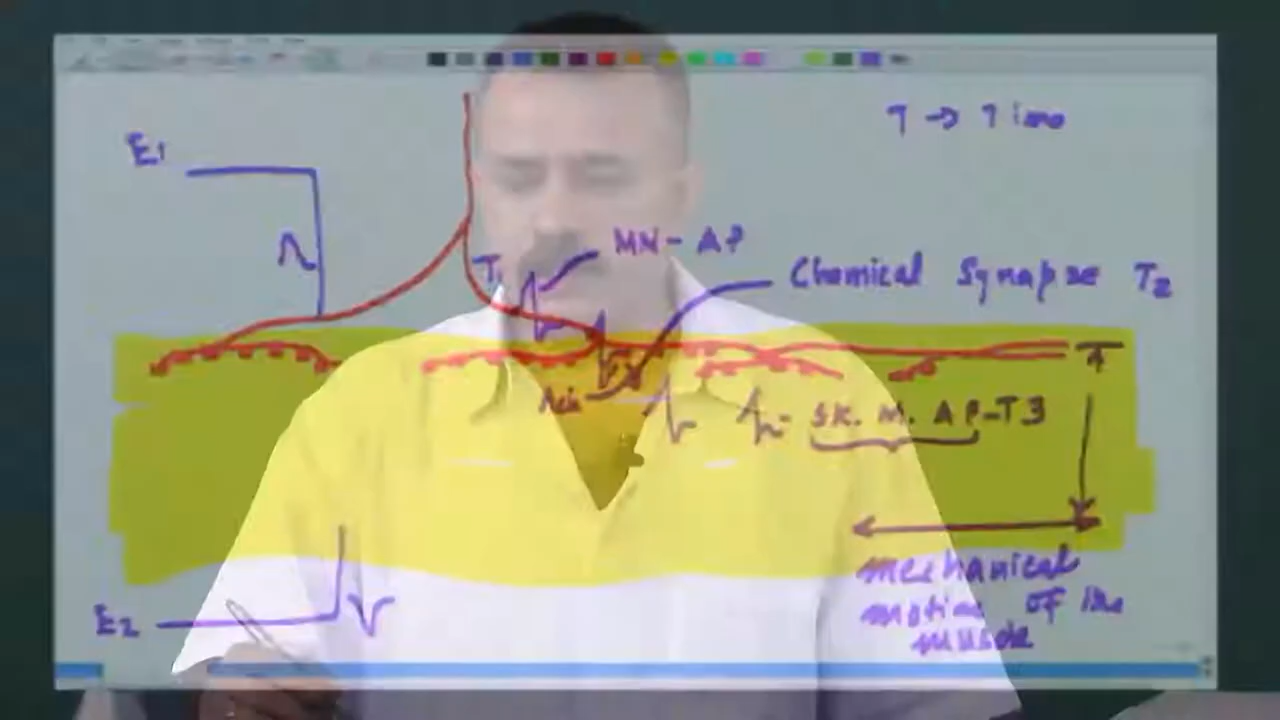 T → Time
E1
MN - AP
T1
Chemical Synapse T2
Ach
SK. M. AP - T3
T
mechanical
motion of the
muscle
E2